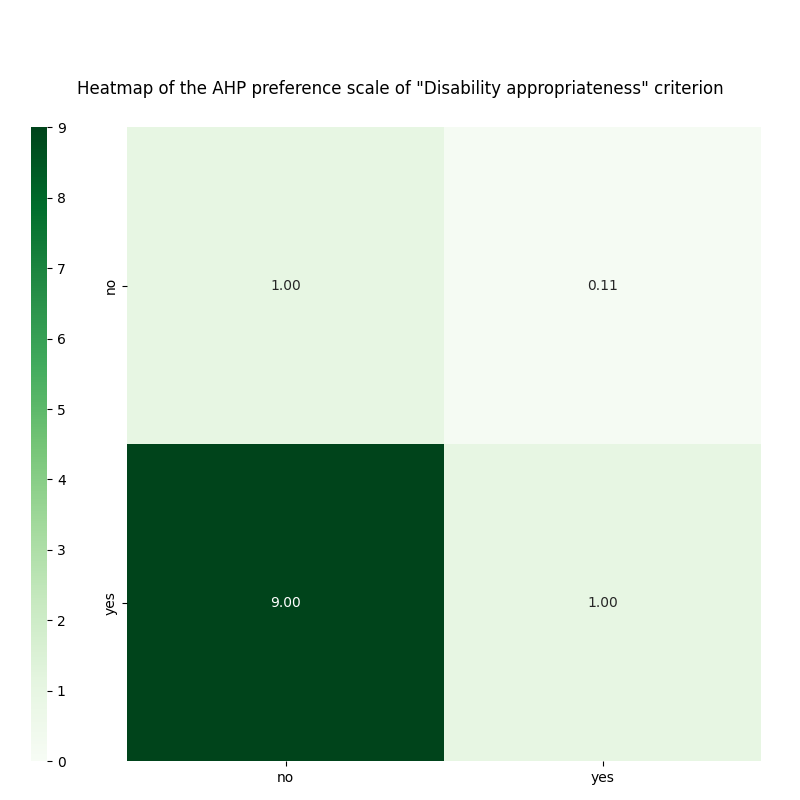 Heatmap of the AHP preference scale of "Disability appropriateness" criterion
9
8
7
6
5
4
3
2
1
0
no
1.00
0.11
yes
9.00
1.00
no
yes